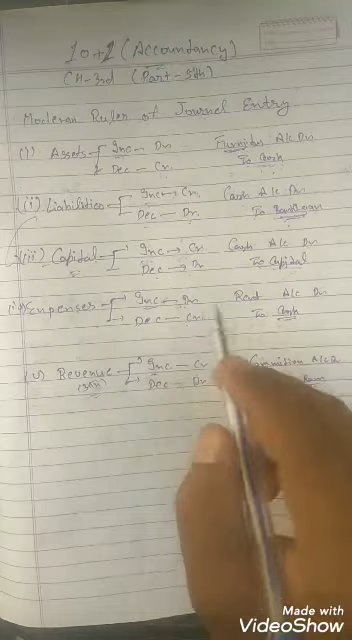 10+1 (Accountancy)
CH-3rd (Part-5th)
Modern Rules of Journal Entry
(i) Assets Inc - Dr Furniture A/c Dr
Dec - Cr. To Cash
(ii) Liabilities Inc → Cr. Cash A/c Dr
Dec - Dr. To Bank loan
(iii) Capital Inc → Cr Cash A/c Dr
Dec → Dr To Capital
(iv) Expenses Inc - Dr Rent A/c Dr
Dec - Cr. To Cash
(v) Revenue Inc - Cr A/c D
Dec - Dr
Made with
VideoShow